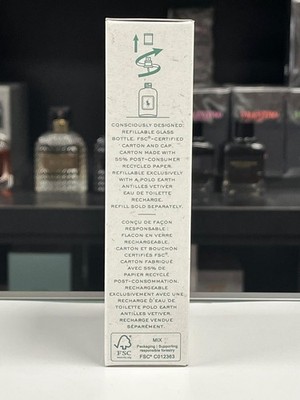 CONSCIOUSLY DESIGNED:
REFILLABLE GLASS
BOTTLE, FSC®-CERTIFIED
CARTON AND CAP.
CARTON MADE WITH
50% POST-CONSUMER
RECYCLED PAPER.
REFILLABLE EXCLUSIVELY
WITH A POLO EARTH
ANTILLES VETIVER
EAU DE TOILETTE
RECHARGE.
REFILL SOLD SEPARATELY.
CONÇU DE FAÇON
RESPONSABLE :
FLACON EN VERRE
RECHARGEABLE,
CARTON ET BOUCHON
CERTIFIÉS FSC®.
CARTON FABRIQUÉ
AVEC 50% DE
PAPIER RECYCLÉ
POST-CONSOMMATION.
RECHARGEABLE
EXCLUSIVEMENT AVEC UNE
RECHARGE D'EAU DE
TOILETTE POLO EARTH
ANTILLES VETIVER.
RECHARGE VENDUE
SÉPARÉMENT.
FSC
MIX
Packaging | Supporting
responsible forestry
FSC® C012363